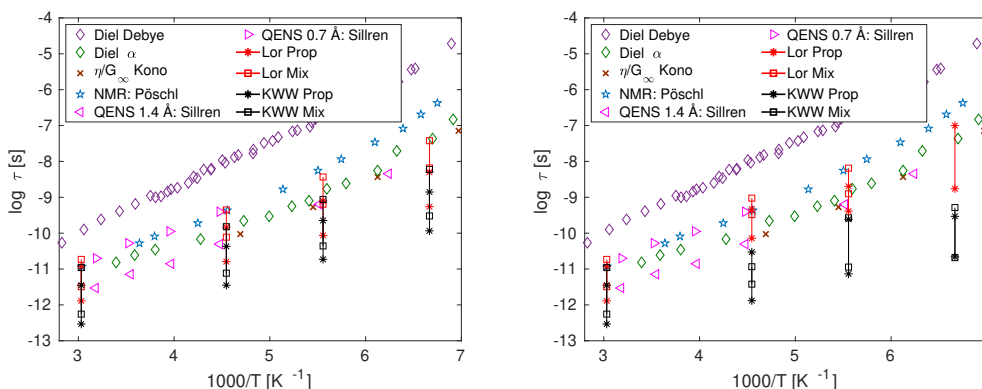 -4
-5
-6
-7
-8
-9
-10
-11
-12
-13
log τ [s]
Diel Debye
Diel α
η/G∞ Kono
NMR: Pöschl
QENS 1.4 Å: Sillren
QENS 0.7 Å: Sillren
Lor Prop
Lor Mix
KWW Prop
KWW Mix
3 4 5 6 7
1000/T [K⁻¹]
-4
-5
-6
-7
-8
-9
-10
-11
-12
-13
log τ [s]
Diel Debye
Diel α
η/G∞ Kono
NMR: Pöschl
QENS 1.4 Å: Sillren
QENS 0.7 Å: Sillren
Lor Prop
Lor Mix
KWW Prop
KWW Mix
3 4 5 6
1000/T [K⁻¹]